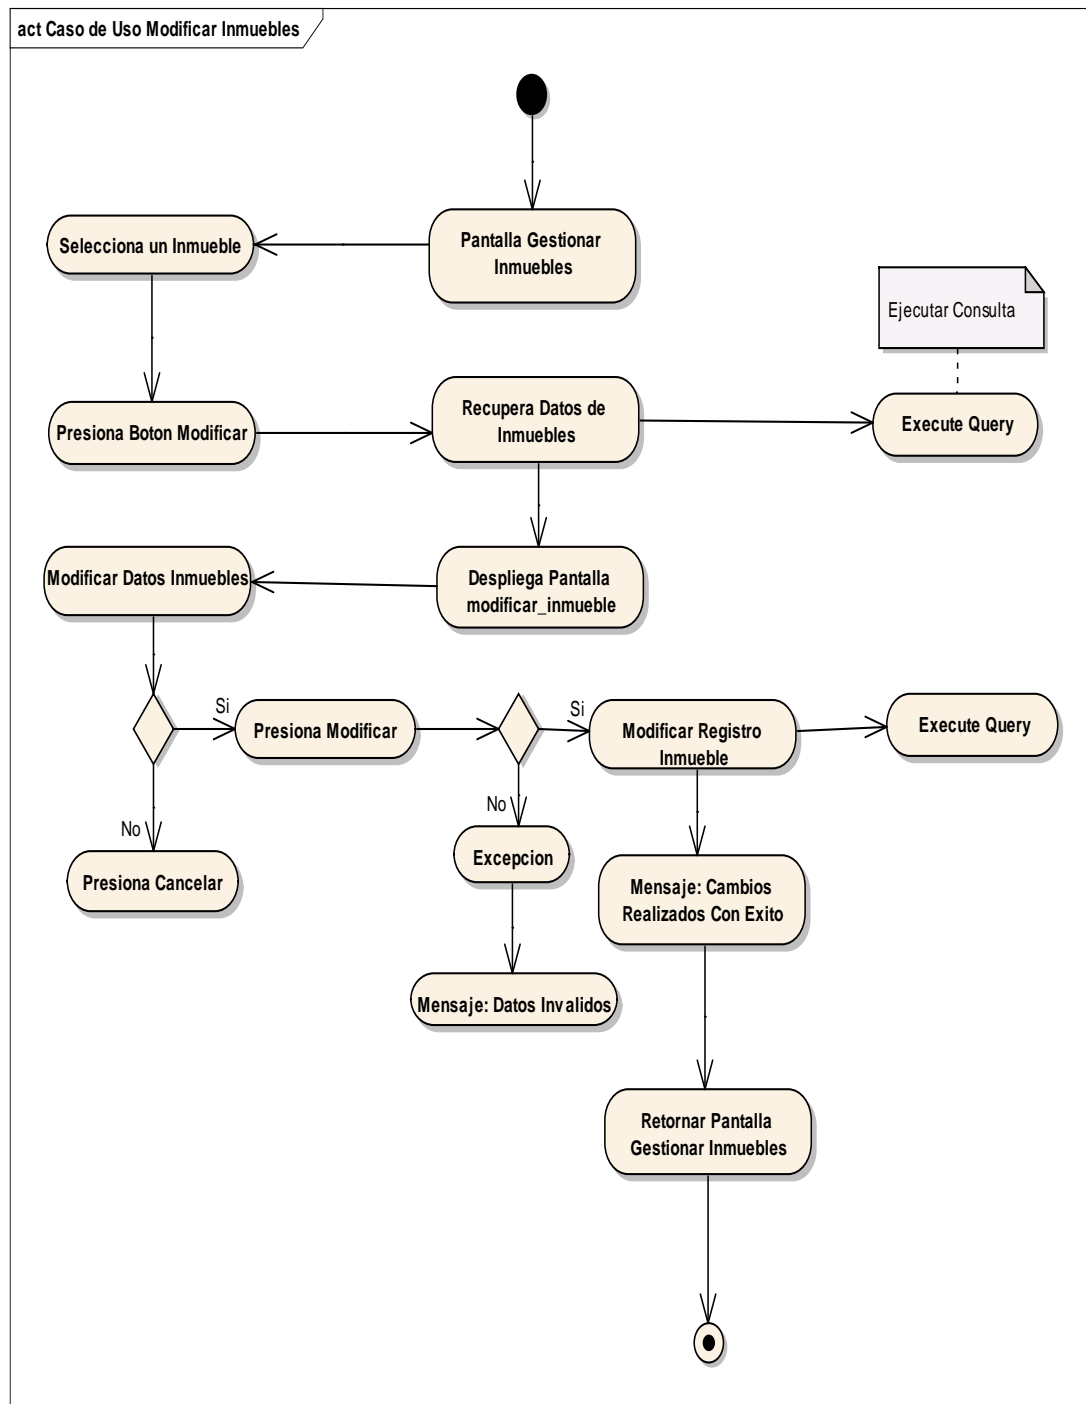 act Caso de Uso Modificar Inmuebles
Pantalla Gestionar
Inmuebles
Selecciona un Inmueble
Ejecutar Consulta
Presiona Boton Modificar
Recupera Datos de
Inmuebles
Execute Query
Modificar Datos Inmuebles
Despliega Pantalla
modificar_inmueble
Si
Presiona Modificar
Si
Modificar Registro
Inmueble
Execute Query
No
No
Presiona Cancelar
Excepcion
Mensaje: Cambios
Realizados Con Exito
Mensaje: Datos Invalidos
Retornar Pantalla
Gestionar Inmuebles